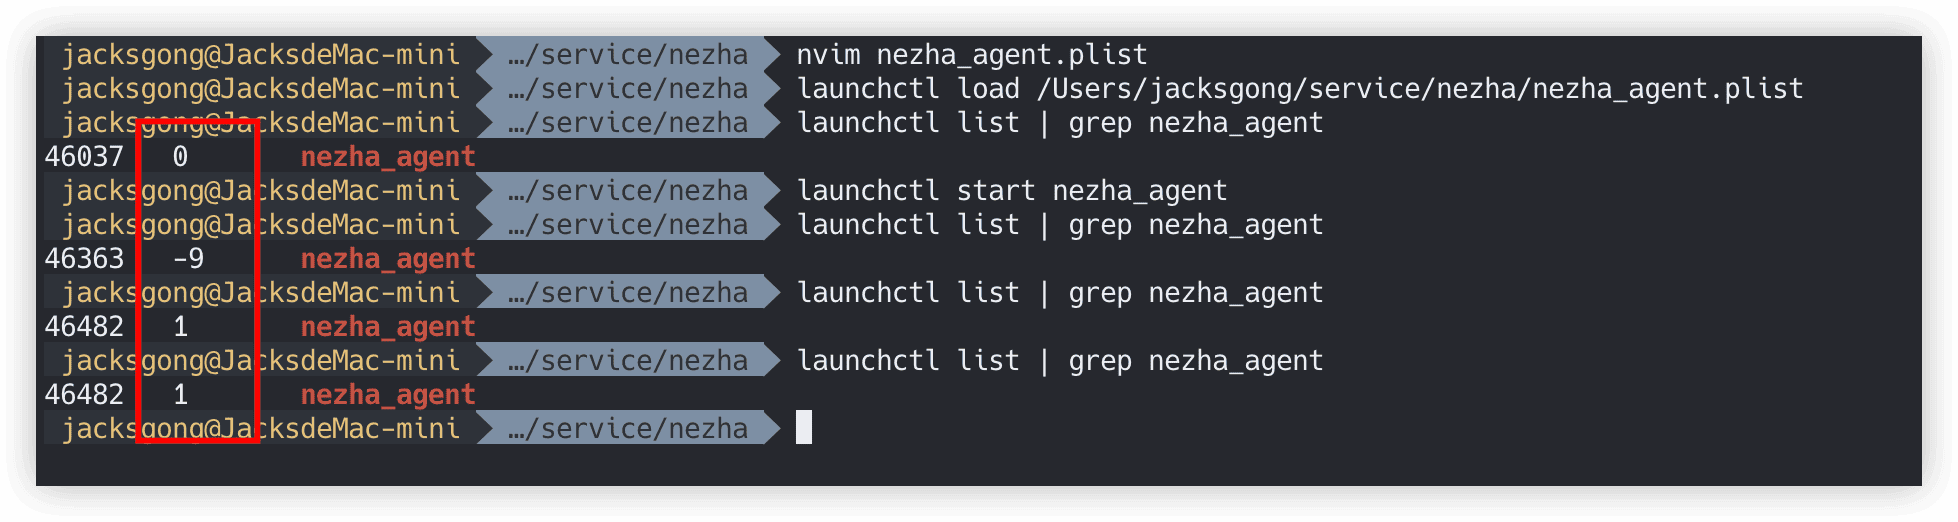 jacksgong@JacksdeMac-mini …/service/nezha nvim nezha_agent.plist
jacksgong@JacksdeMac-mini …/service/nezha launchctl load /Users/jacksgong/service/nezha/nezha_agent.plist
jacksgong@JacksdeMac-mini …/service/nezha launchctl list | grep nezha_agent
46037 0 nezha_agent
jacksgong@JacksdeMac-mini …/service/nezha launchctl start nezha_agent
jacksgong@JacksdeMac-mini …/service/nezha launchctl list | grep nezha_agent
46363 -9 nezha_agent
jacksgong@JacksdeMac-mini …/service/nezha launchctl list | grep nezha_agent
46482 1 nezha_agent
jacksgong@JacksdeMac-mini …/service/nezha launchctl list | grep nezha_agent
46482 1 nezha_agent
jacksgong@JacksdeMac-mini …/service/nezha